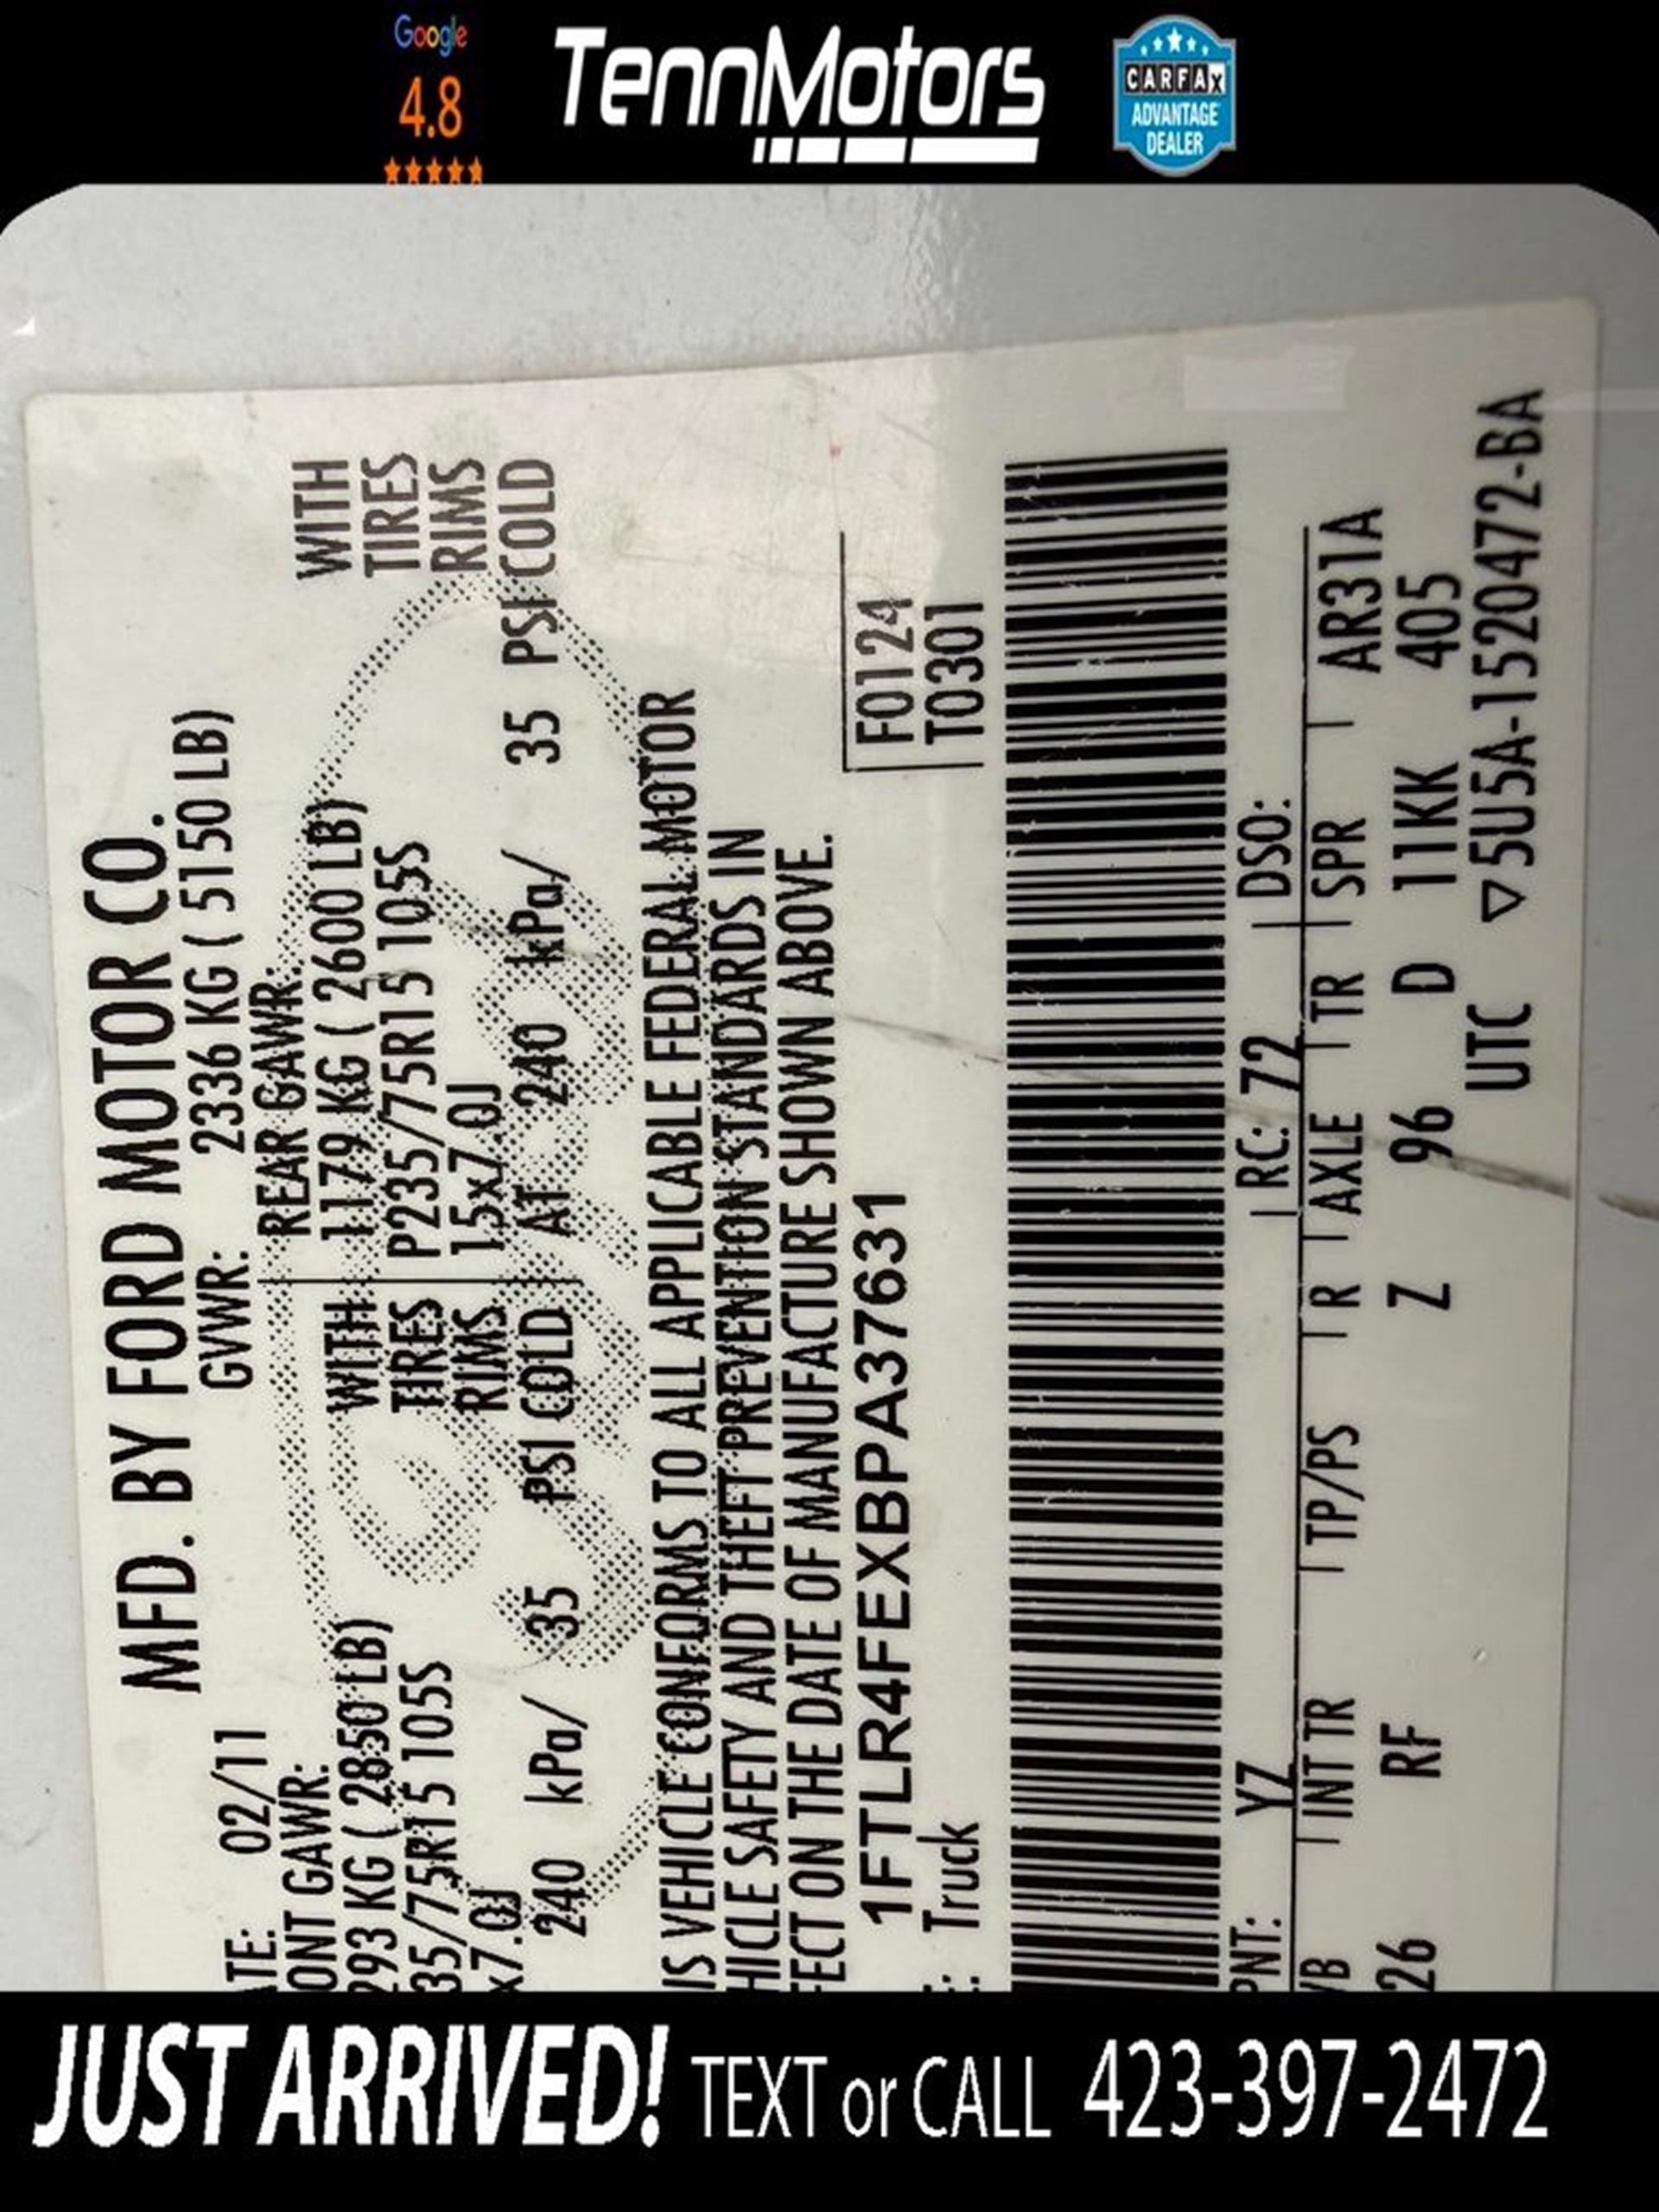 Google
4.8
TennMotors
CARFAX
ADVANTAGE
DEALER
MFD. BY FORD MOTOR CO.
ATE: 02/11 GVWR: 2336 KG ( 5150 LB)
ONT GAWR: REAR GAWR:
293 KG ( 2850 LB) WITH 1179 KG ( 2600 LB) WITH
35/75R15 105S TIRES P235/75R15 105S TIRES
x7.0J RIMS 15x7.0J RIMS
240 kPa/ 35 PSI COLD AT 240 kPa/ 35 PSI COLD
IS VEHICLE CONFORMS TO ALL APPLICABLE FEDERAL MOTOR
HICLE SAFETY AND THEFT PREVENTION STANDARDS IN
FECT ON THE DATE OF MANUFACTURE SHOWN ABOVE.
1FTLR4FEXBPA37631 F0124
E: Truck T0301
PNT: YZ RC: 72 DSO:
WB INT TR TP/PS R AXLE TR SPR AR31A
26 RF Z 96 D 11KK 405
UTC ▽5U5A-1520472-BA
JUST ARRIVED! TEXT or CALL 423-397-2472